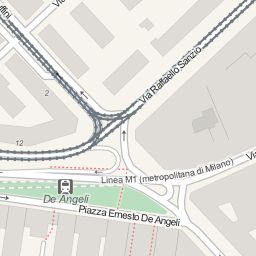 Via Raffaello Sanzio
2
12
Linea M1 (metropolitana di Milano)
De Angeli
Piazza Ernesto De Angeli